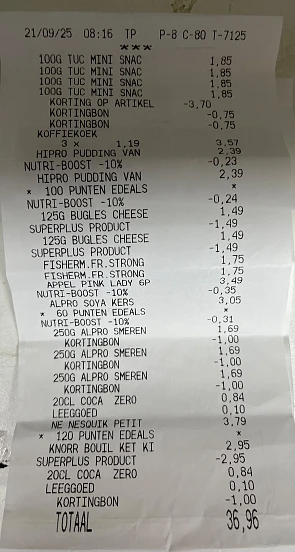 21/09/25 08:16 TP P-8 C-80 T-7125
***
100G TUC MINI SNAC 1,85
100G TUC MINI SNAC 1,85
100G TUC MINI SNAC 1,85
100G TUC MINI SNAC 1,85
KORTING OP ARTIKEL -3,70
KORTINGBON -0,75
KORTINGBON -0,75
KOFFIEKOEK
3 x 1,19 3,57
HIPRO PUDDING VAN 2,39
NUTRI-BOOST -10% -0,23
HIPRO PUDDING VAN 2,39
* 100 PUNTEN EDEALS *
NUTRI-BOOST -10% -0,24
125G BUGLES CHEESE 1,49
SUPERPLUS PRODUCT -1,49
125G BUGLES CHEESE 1,49
SUPERPLUS PRODUCT -1,49
FISHERM.FR.STRONG 1,75
FISHERM.FR.STRONG 1,75
APPEL PINK LADY 6P 3,49
NUTRI-BOOST -10% -0,35
ALPRO SOYA KERS 3,05
* 60 PUNTEN EDEALS *
NUTRI-BOOST -10% -0,31
250G ALPRO SMEREN 1,69
KORTINGBON -1,00
250G ALPRO SMEREN 1,69
KORTINGBON -1,00
250G ALPRO SMEREN 1,69
KORTINGBON -1,00
20CL COCA ZERO 0,84
LEEGGOED 0,10
NE NESQUIK PETIT 3,79
* 120 PUNTEN EDEALS *
KNORR BOUIL KET KI 2,95
SUPERPLUS PRODUCT -2,95
20CL COCA ZERO 0,84
LEEGGOED 0,10
KORTINGBON -1,00
TOTAAL 36,96